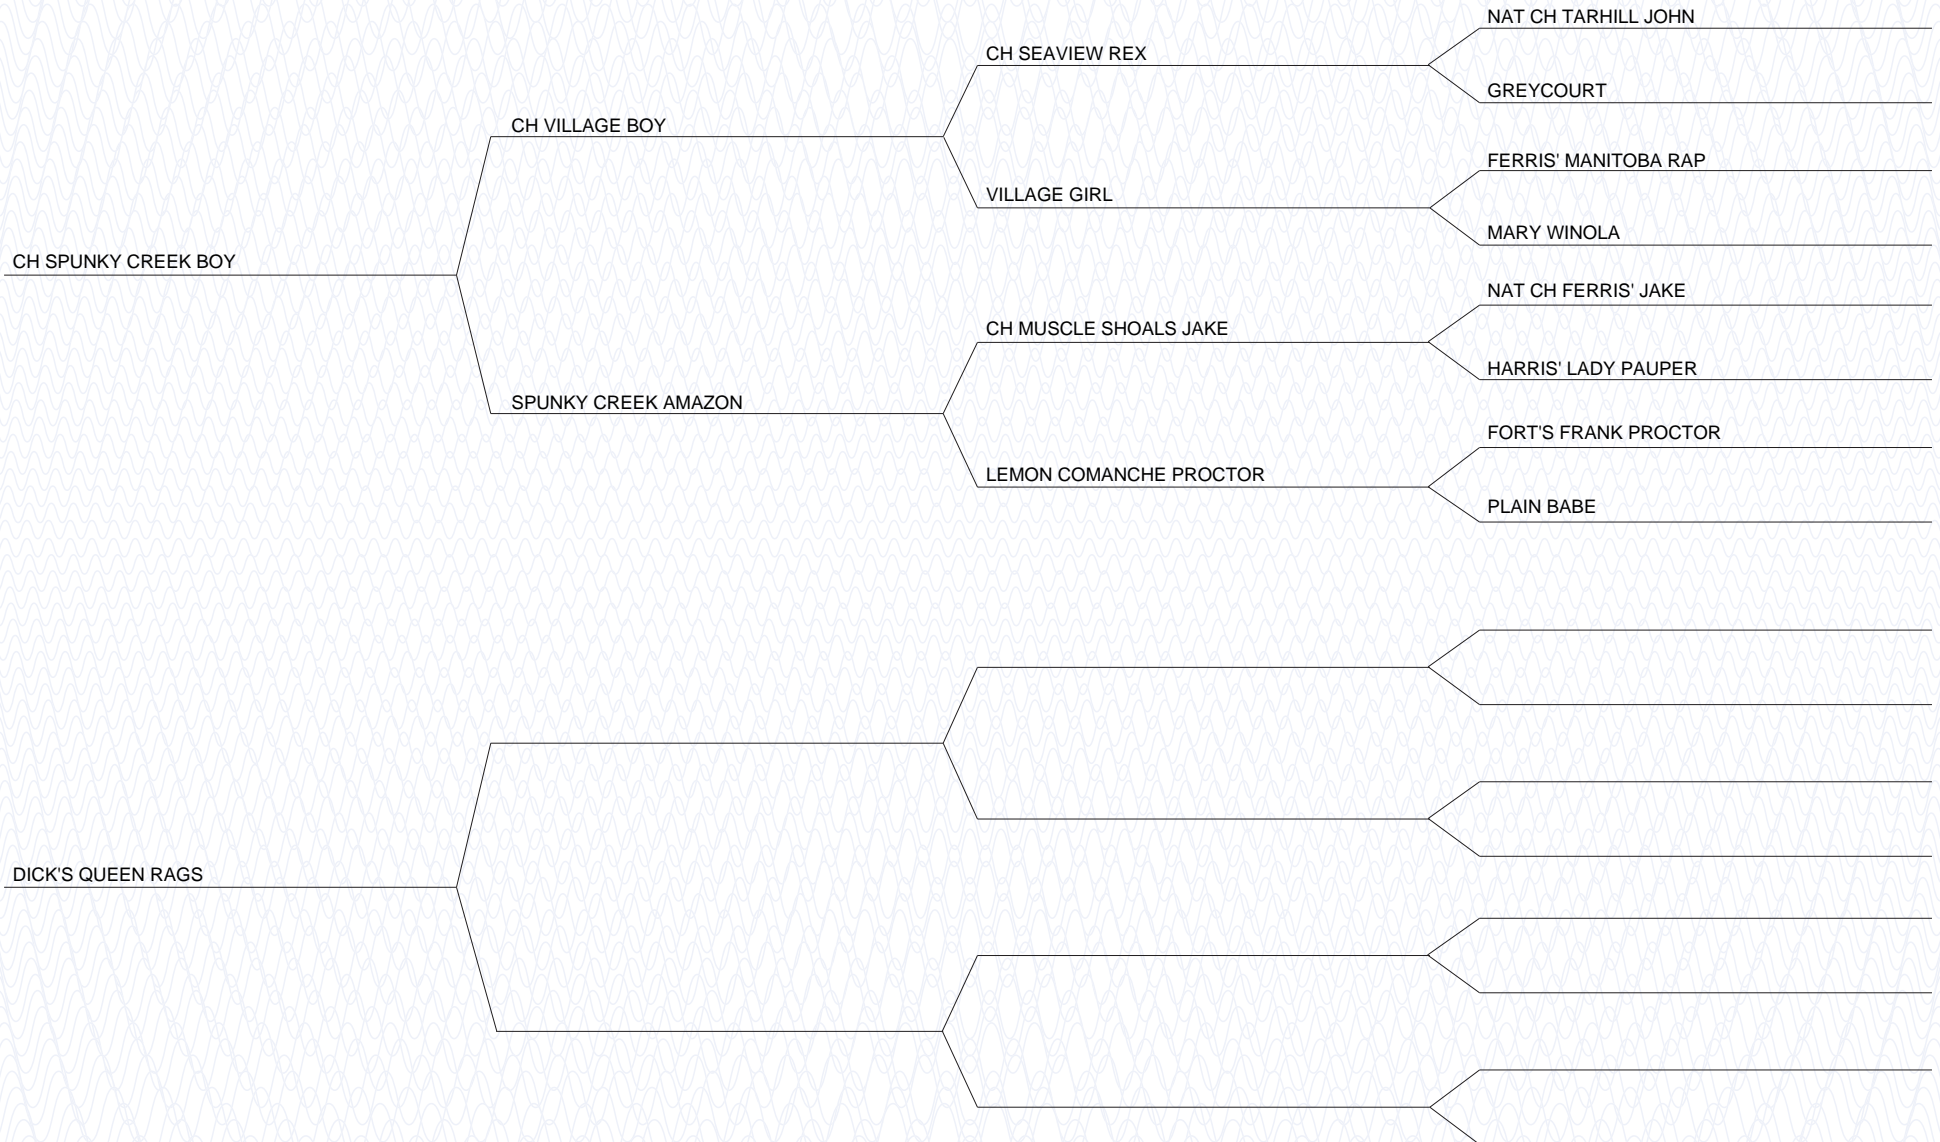 NAT CH TARHILL JOHN
CH SEAVIEW REX
GREYCOURT
CH VILLAGE BOY
FERRIS' MANITOBA RAP
VILLAGE GIRL
MARY WINOLA
CH SPUNKY CREEK BOY
NAT CH FERRIS' JAKE
CH MUSCLE SHOALS JAKE
HARRIS' LADY PAUPER
SPUNKY CREEK AMAZON
FORT'S FRANK PROCTOR
LEMON COMANCHE PROCTOR
PLAIN BABE
DICK'S QUEEN RAGS